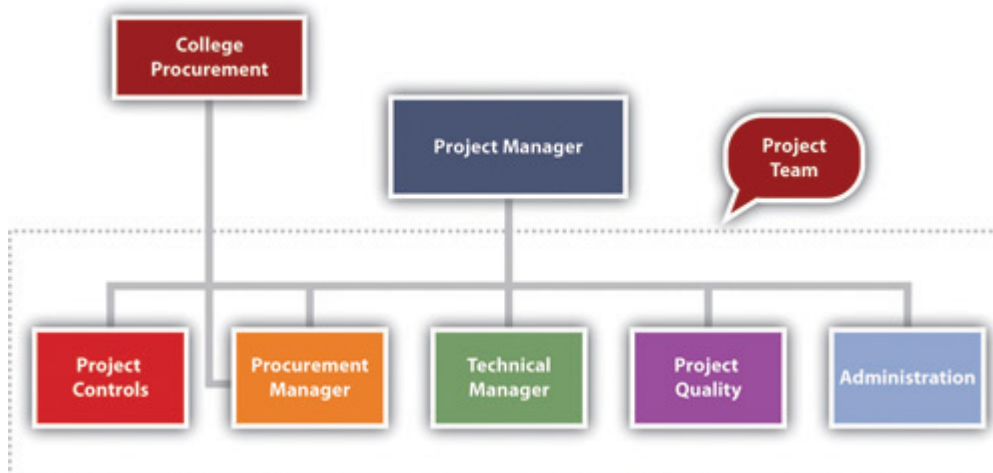 College
Procurement
Project Manager
Project
Team
Project
Controls
Procurement
Manager
Technical
Manager
Project
Quality
Administration